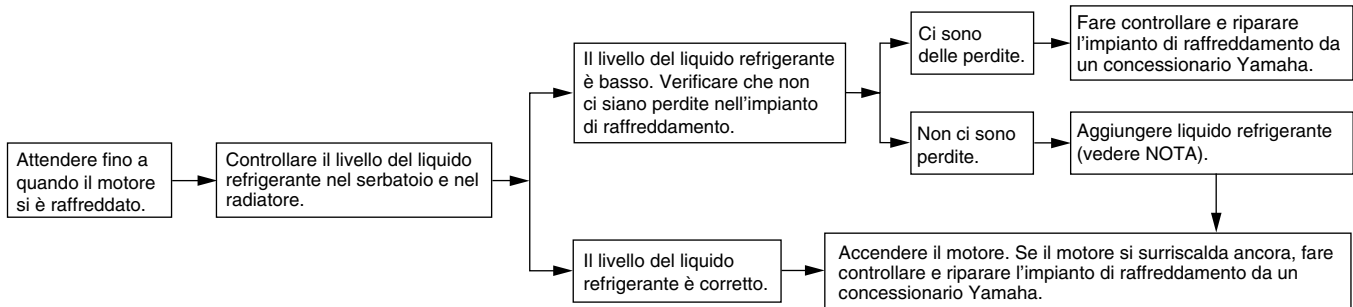 Attendere fino a
quando il motore
si è raffreddato.
Controllare il livello del liquido
refrigerante nel serbatoio e nel
radiatore.
Il livello del liquido refrigerante
è basso. Verificare che non
ci siano perdite nell'impianto
di raffreddamento.
Ci sono
delle perdite.
Fare controllare e riparare
l'impianto di raffreddamento da
un concessionario Yamaha.
Non ci sono
perdite.
Aggiungere liquido refrigerante
(vedere NOTA).
Il livello del liquido
refrigerante è corretto.
Accendere il motore. Se il motore si surriscalda ancora, fare
controllare e riparare l'impianto di raffreddamento da un
concessionario Yamaha.